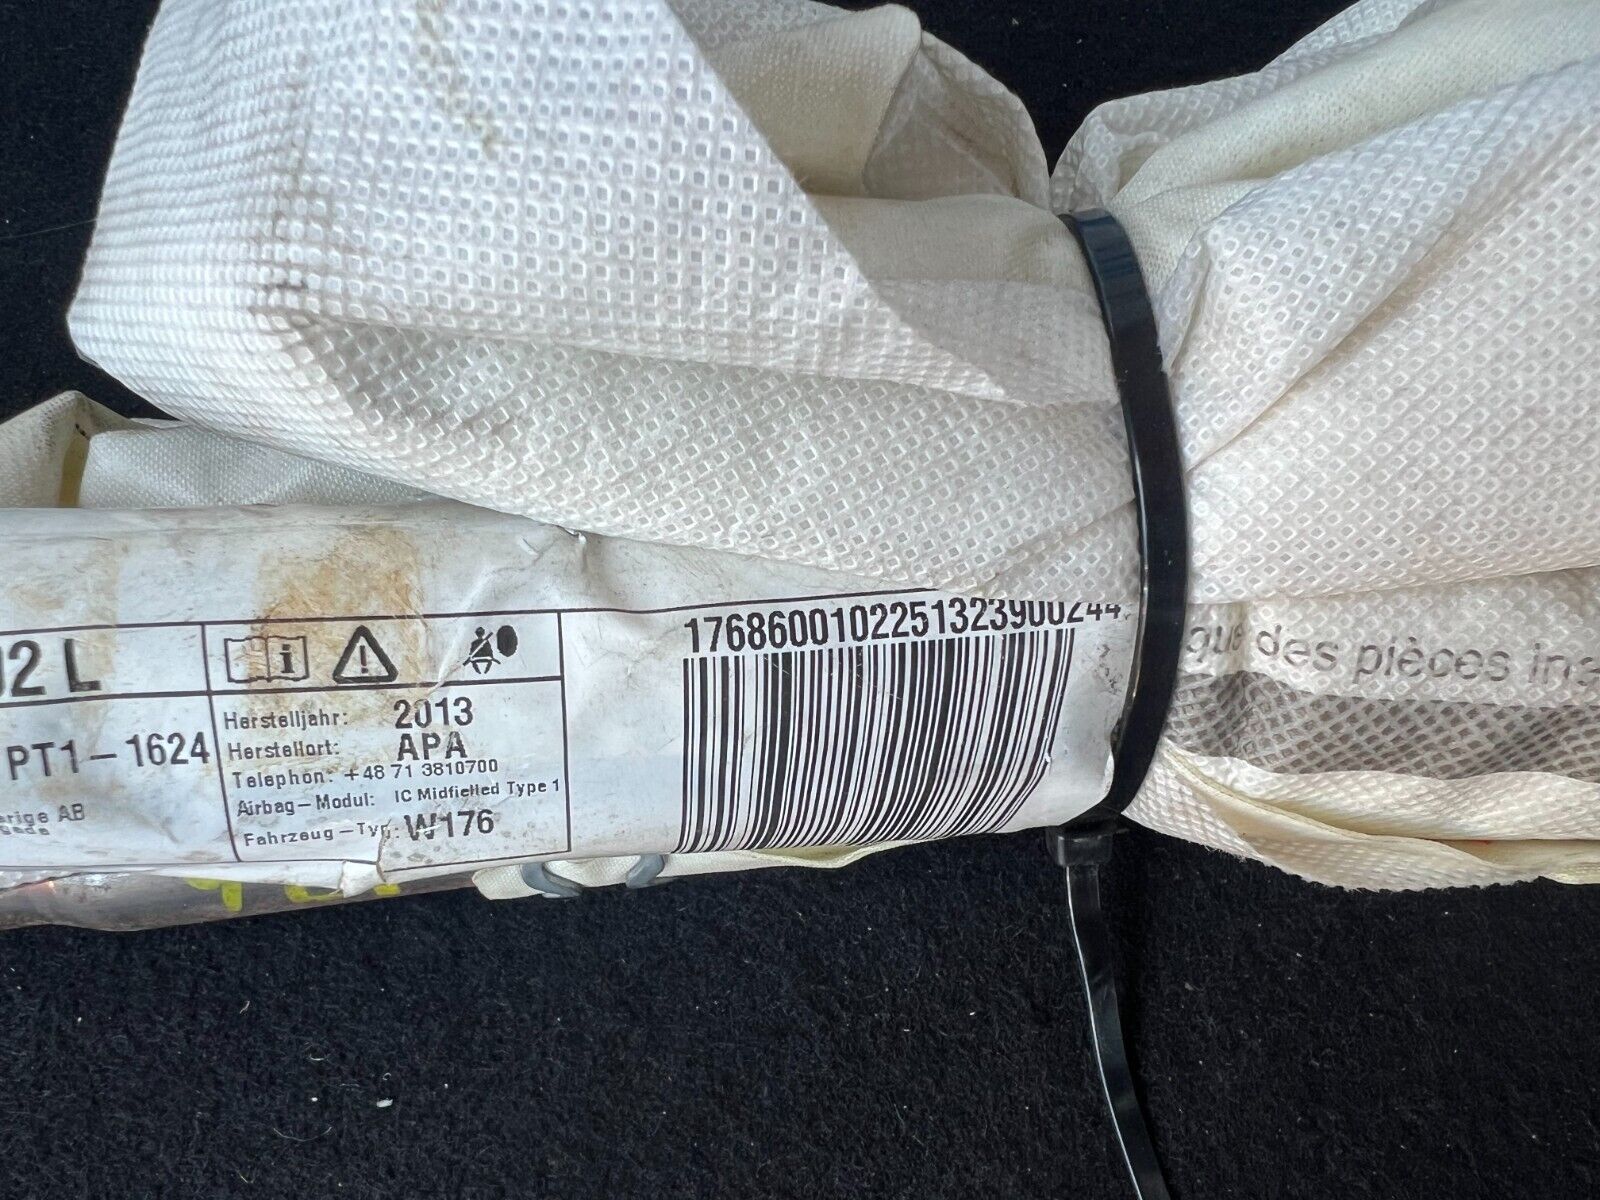 02 L
PT1-1624
erige AB
Herstelljahr: 2013
Herstellort: APA
Telephon: +48 71 3810700
Airbag-Modul: IC Midfielled Type 1
Fahrzeug-Typ: W176
1768600102251323900244
que des pièces ins